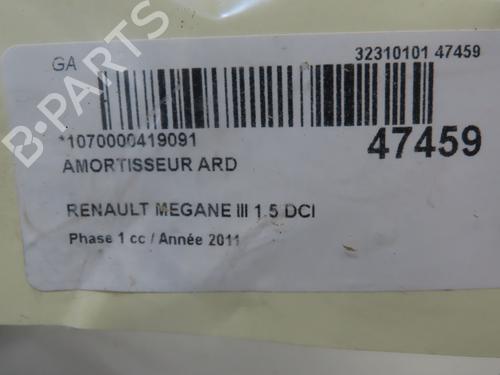 GA
32310101 47459
*1070000419091
47459
AMORTISSEUR ARD
RENAULT MEGANE III 1.5 DCI
Phase 1 cc / Année 2011
B-PARTS